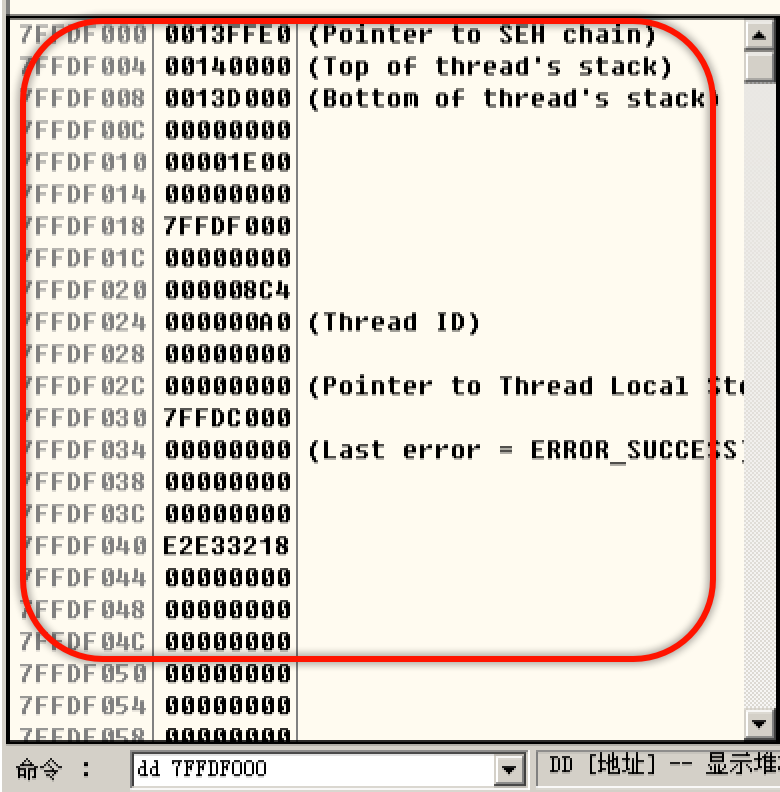 7FFDF000 0013FFE0 (Pointer to SEH chain)
7FFDF004 00140000 (Top of thread's stack)
7FFDF008 0013D000 (Bottom of thread's stack)
7FFDF00C 00000000
7FFDF010 00001E00
7FFDF014 00000000
7FFDF018 7FFDF000
7FFDF01C 00000000
7FFDF020 000008C4
7FFDF024 000000A0 (Thread ID)
7FFDF028 00000000
7FFDF02C 00000000 (Pointer to Thread Local
7FFDF030 7FFDC000
7FFDF034 00000000 (Last error = ERROR_SUCCESS)
7FFDF038 00000000
7FFDF03C 00000000
7FFDF040 E2E33218
7FFDF044 00000000
7FFDF048 00000000
7FFDF04C 00000000
7FFDF050 00000000
7FFDF054 00000000
7FFDF058 00000000
命令 : dd 7FFDF000 DD [地址] -- 显示堆